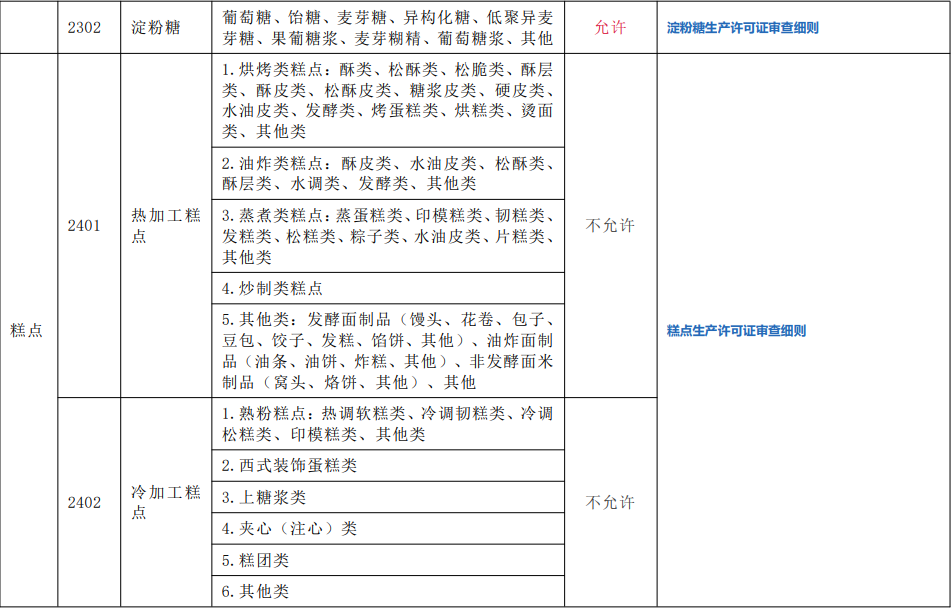 2302
淀粉糖
葡萄糖、饴糖、麦芽糖、异构化糖、低聚异麦
芽糖、果葡糖浆、麦芽糊精、葡萄糖浆、其他
允许
淀粉糖生产许可证审查细则
糕点
2401
热加工糕
点
1.烘烤类糕点：酥类、松酥类、松脆类、酥层
类、酥皮类、松酥皮类、糖浆皮类、硬皮类、
水油皮类、发酵类、烤蛋糕类、烘糕类、烫面
类、其他类
2.油炸类糕点：酥皮类、水油皮类、松酥类、
酥层类、水调类、发酵类、其他类
3.蒸煮类糕点：蒸蛋糕类、印模糕类、韧糕类、
发糕类、松糕类、粽子类、水油皮类、片糕类、
其他类
4.炒制类糕点
5.其他类：发酵面制品（馒头、花卷、包子、
豆包、饺子、发糕、馅饼、其他）、油炸面制
品（油条、油饼、炸糕、其他）、非发酵面米
制品（窝头、烙饼、其他）、其他
不允许
糕点生产许可证审查细则
2402
冷加工糕
点
1.熟粉糕点：热调软糕类、冷调韧糕类、冷调
松糕类、印模糕类、其他类
2.西式装饰蛋糕类
3.上糖浆类
4.夹心（注心）类
5.糕团类
6.其他类
不允许